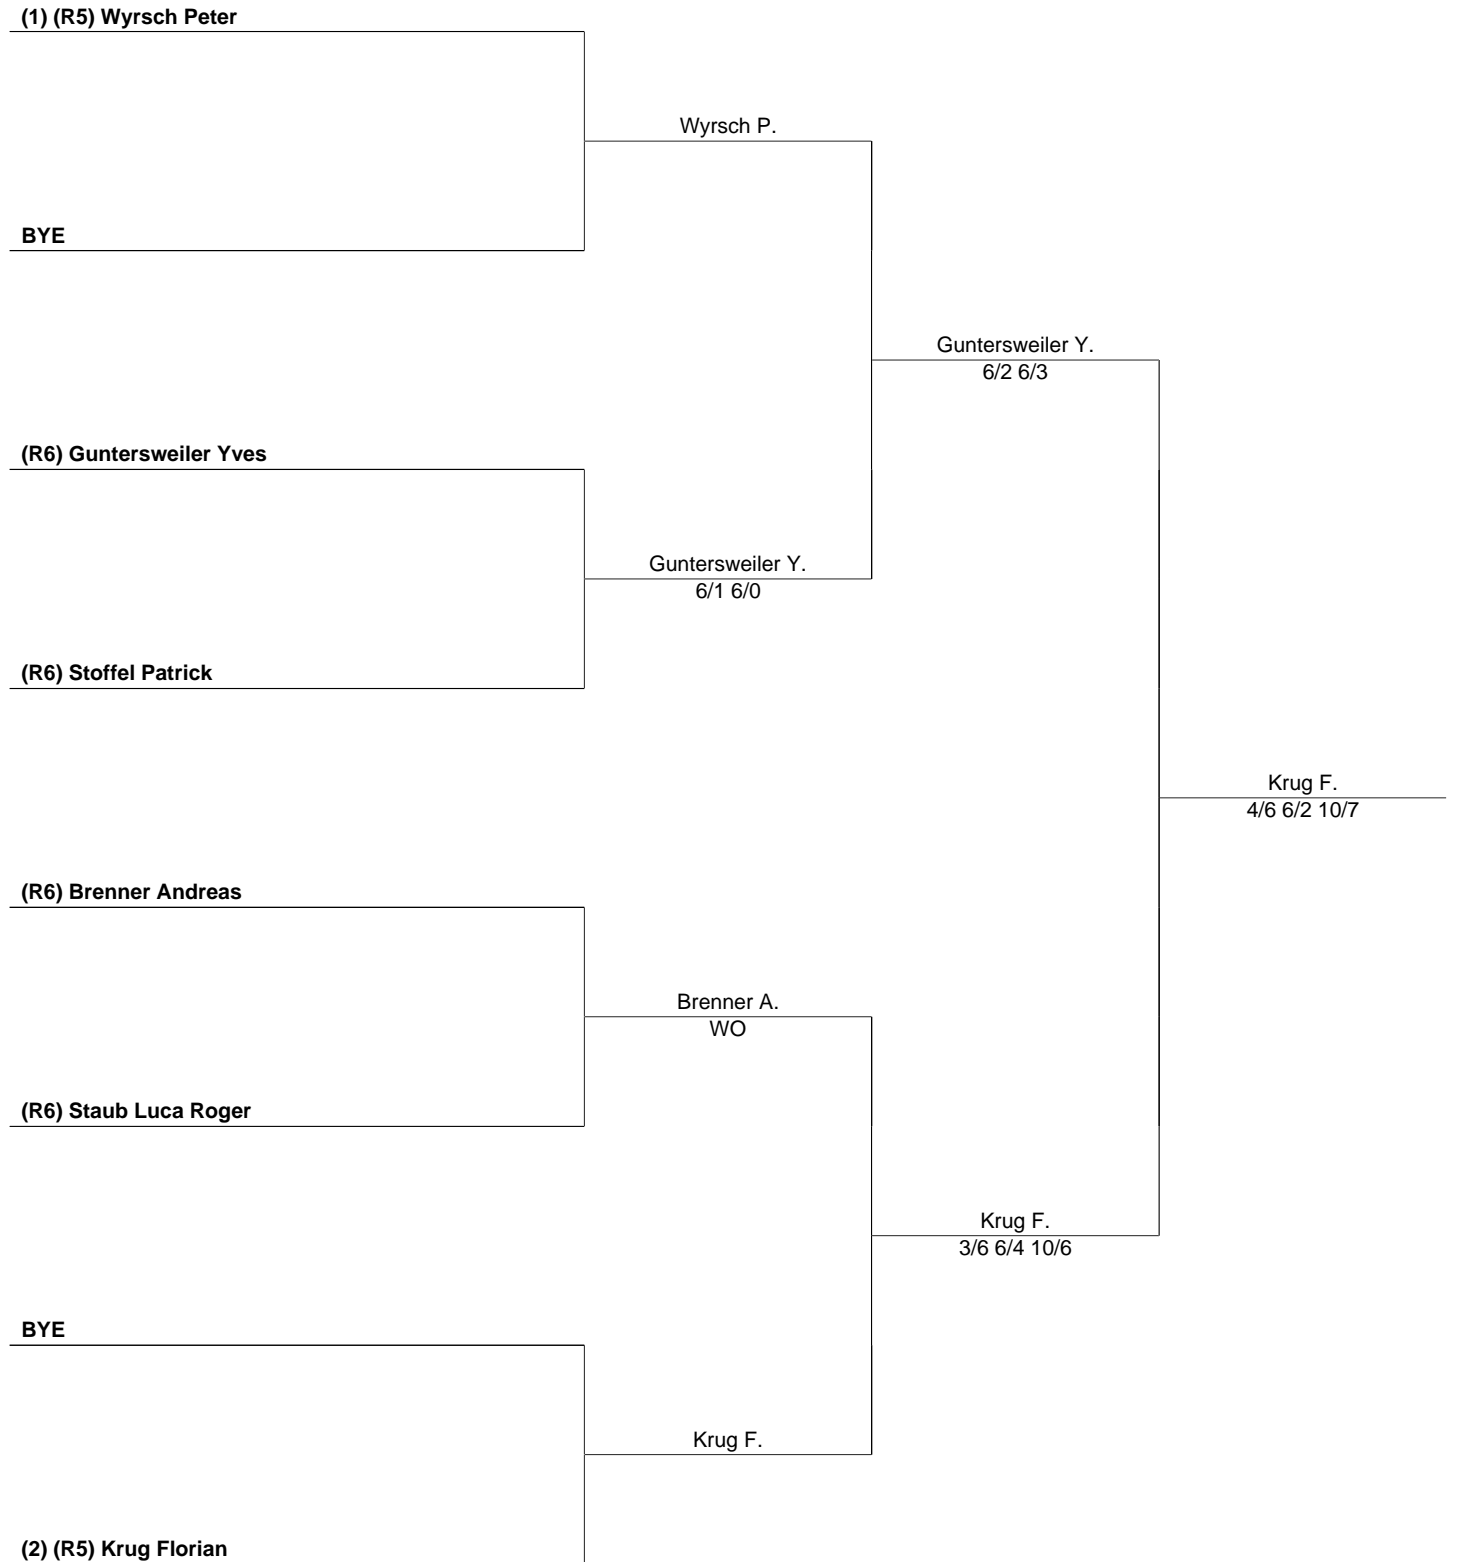 (1) (R5) Wyrsch Peter
Wyrsch P.
BYE
Guntersweiler Y.
6/2 6/3
(R6) Guntersweiler Yves
Guntersweiler Y.
6/1 6/0
(R6) Stoffel Patrick
Krug F.
4/6 6/2 10/7
(R6) Brenner Andreas
Brenner A.
WO
(R6) Staub Luca Roger
Krug F.
3/6 6/4 10/6
BYE
Krug F.
(2) (R5) Krug Florian